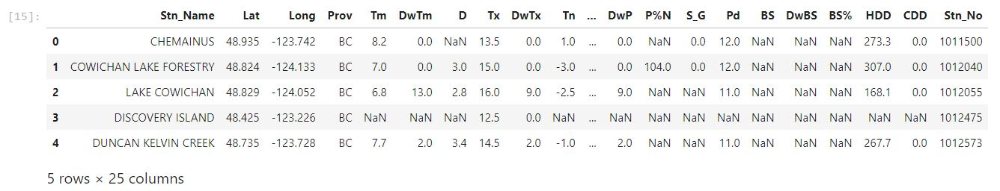 [15]: Stn_Name Lat Long Prov Tm DwTm D Tx DwTx Tn ... DwP P%N S_G Pd BS DwBS BS% HDD CDD Stn_No
0 CHEMAINUS 48.935 -123.742 BC 8.2 0.0 NaN 13.5 0.0 1.0 ... 0.0 NaN 0.0 12.0 NaN NaN NaN 273.3 0.0 1011500
1 COWICHAN LAKE FORESTRY 48.824 -124.133 BC 7.0 0.0 3.0 15.0 0.0 -3.0 ... 0.0 104.0 0.0 12.0 NaN NaN NaN 307.0 0.0 1012040
2 LAKE COWICHAN 48.829 -124.052 BC 6.8 13.0 2.8 16.0 9.0 -2.5 ... 9.0 NaN NaN 11.0 NaN NaN NaN 168.1 0.0 1012055
3 DISCOVERY ISLAND 48.425 -123.226 BC NaN NaN NaN 12.5 0.0 NaN ... NaN NaN NaN NaN NaN NaN NaN NaN NaN 1012475
4 DUNCAN KELVIN CREEK 48.735 -123.728 BC 7.7 2.0 3.4 14.5 2.0 -1.0 ... 2.0 NaN NaN 11.0 NaN NaN NaN 267.7 0.0 1012573
5 rows × 25 columns